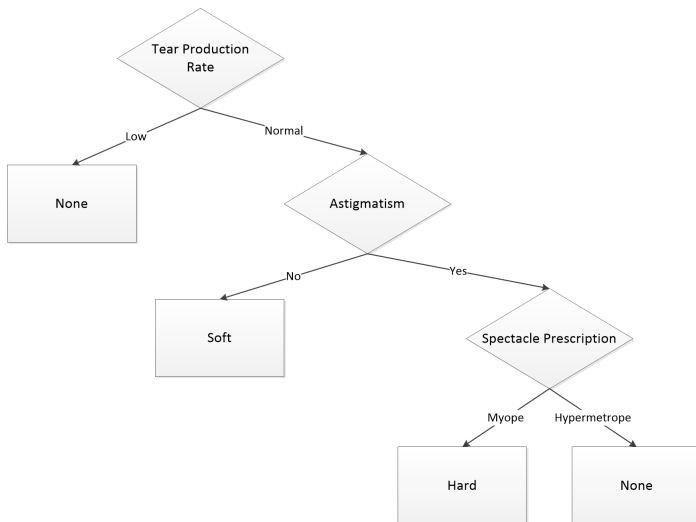 Tear Production
Rate
Low
Normal
None
Astigmatism
No
Yes
Soft
Spectacle Prescription
Myope
Hypermetrope
Hard
None